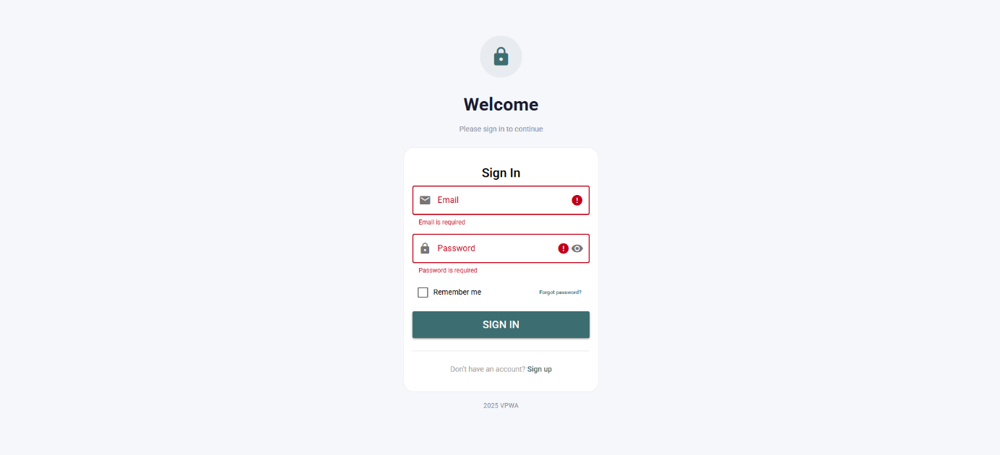 Welcome
Please sign in to continue
Sign In
Email
Email is required
Password
Password is required
Remember me
Forgot password?
SIGN IN
Don't have an account? Sign up
2025 VPWA